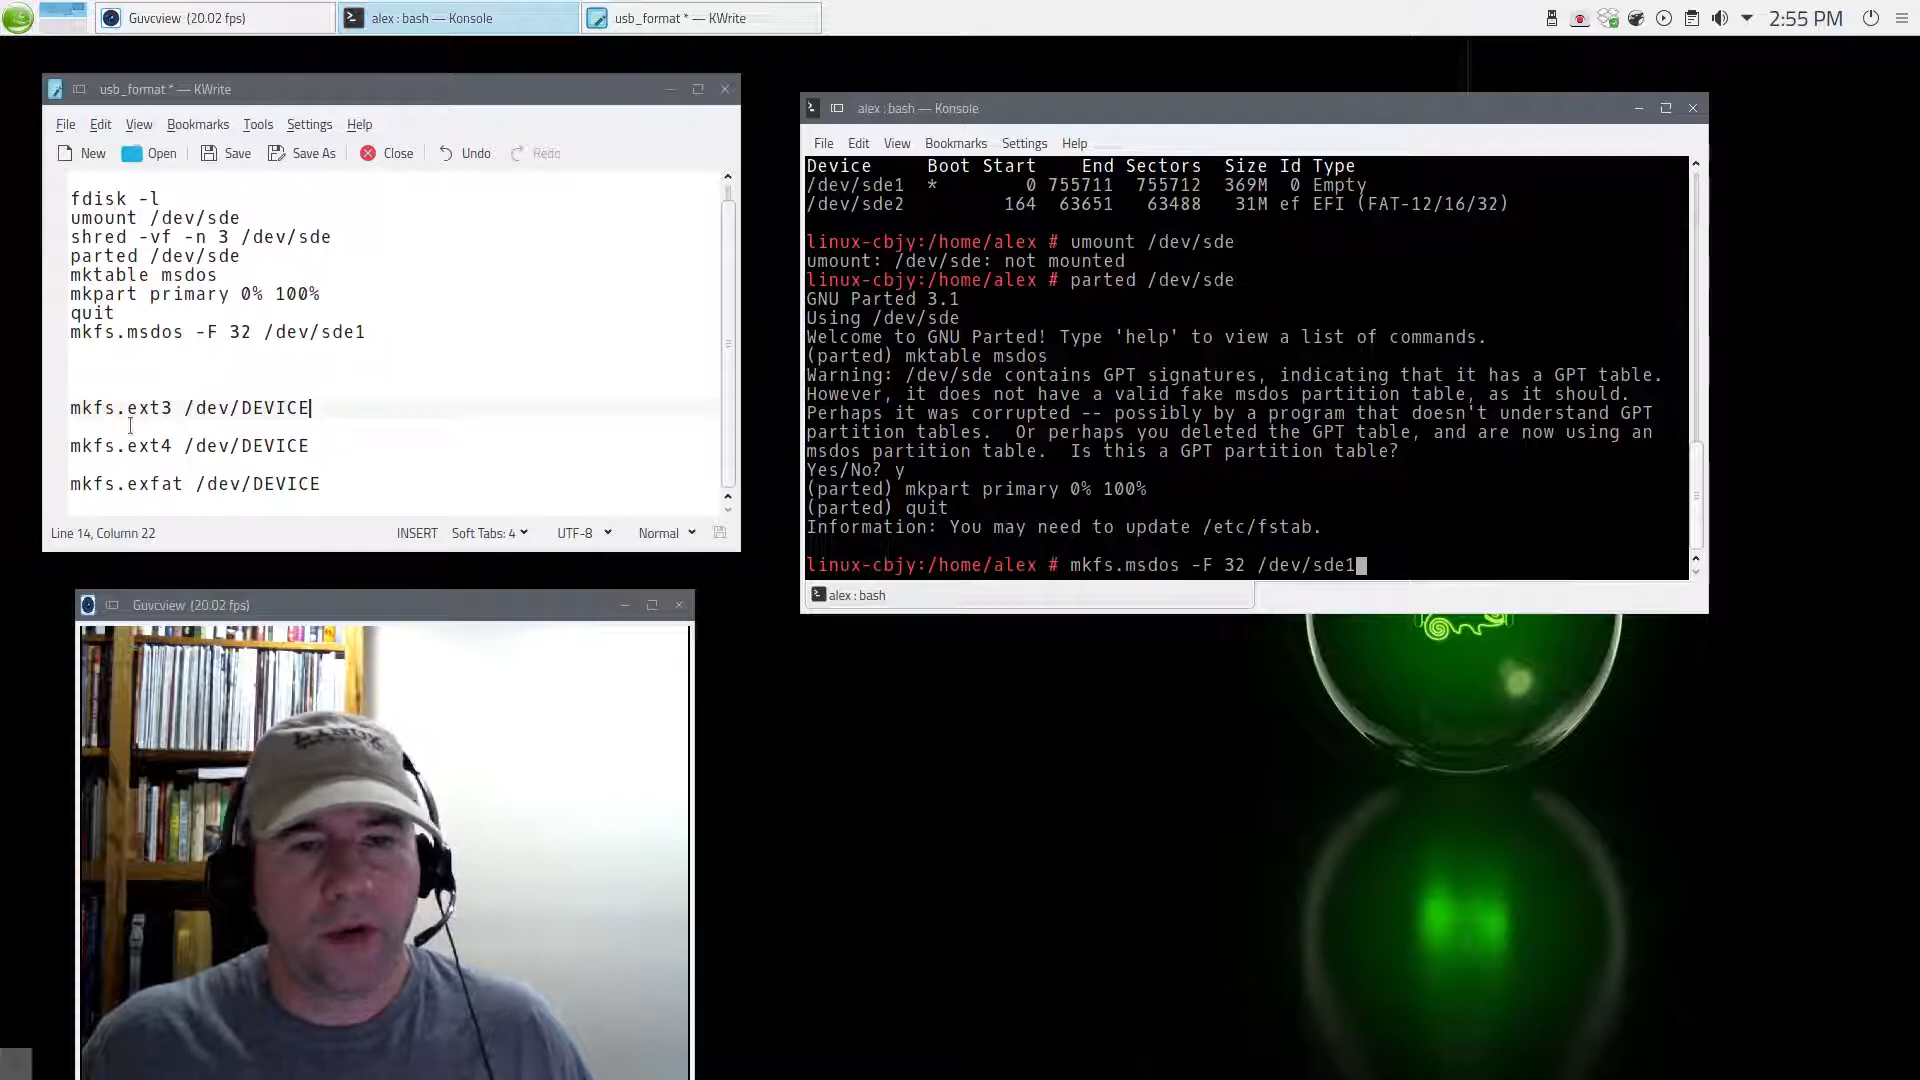 Guvcview (20.02 fps)
alex : bash — Konsole
usb_format * — KWrite
2:55 PM
usb_format * — KWrite
File Edit View Bookmarks Tools Settings Help
New Open Save Save As Close Undo Redo
fdisk -l
umount /dev/sde
shred -vf -n 3 /dev/sde
parted /dev/sde
mktable msdos
mkpart primary 0% 100%
quit
mkfs.msdos -F 32 /dev/sde1
mkfs.ext3 /dev/DEVICE
mkfs.ext4 /dev/DEVICE
mkfs.exfat /dev/DEVICE
Line 14, Column 22 INSERT Soft Tabs: 4 UTF-8 Normal
alex : bash — Konsole
File Edit View Bookmarks Settings Help
Device Boot Start End Sectors Size Id Type
/dev/sde1 * 0 755711 755712 369M 0 Empty
/dev/sde2 164 63651 63488 31M ef EFI (FAT-12/16/32)
linux-cbjy:/home/alex # umount /dev/sde
umount: /dev/sde: not mounted
linux-cbjy:/home/alex # parted /dev/sde
GNU Parted 3.1
Using /dev/sde
Welcome to GNU Parted! Type 'help' to view a list of commands.
(parted) mktable msdos
Warning: /dev/sde contains GPT signatures, indicating that it has a GPT table.
However, it does not have a valid fake msdos partition table, as it should.
Perhaps it was corrupted -- possibly by a program that doesn't understand GPT
partition tables. Or perhaps you deleted the GPT table, and are now using an
msdos partition table. Is this a GPT partition table?
Yes/No? y
(parted) mkpart primary 0% 100%
(parted) quit
Information: You may need to update /etc/fstab.
linux-cbjy:/home/alex # mkfs.msdos -F 32 /dev/sde1
alex : bash
Guvcview (20.02 fps)
LINUX